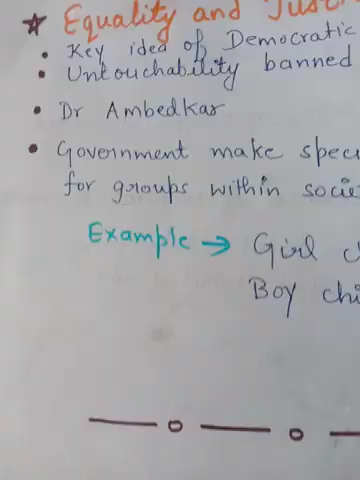 ★ Equality and
• Key idea of Democratic
• Untouchability banned
• Dr Ambedkar
• Government make
for groups within
Example → Girl
Boy